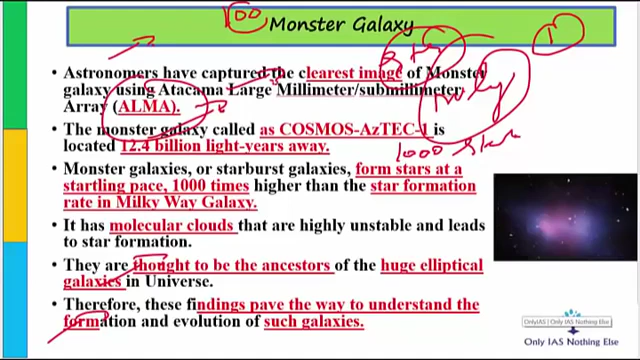 100
Monster Galaxy
Astronomers have captured the clearest image of Monster
galaxy using Atacama Large Millimeter/submillimeter
Array (ALMA).
The monster galaxy called as COSMOS-AzTEC-1 is
located 12.4 billion light-years away.
1000 Stars
Monster galaxies, or starburst galaxies, form stars at a
startling pace, 1000 times higher than the star formation
rate in Milky Way Galaxy.
It has molecular clouds that are highly unstable and leads
to star formation.
They are thought to be the ancestors of the huge elliptical
galaxies in Universe.
Therefore, these findings pave the way to understand the
formation and evolution of such galaxies.
OnlyIAS | Only IAS Nothing Else
Only IAS Nothing Else